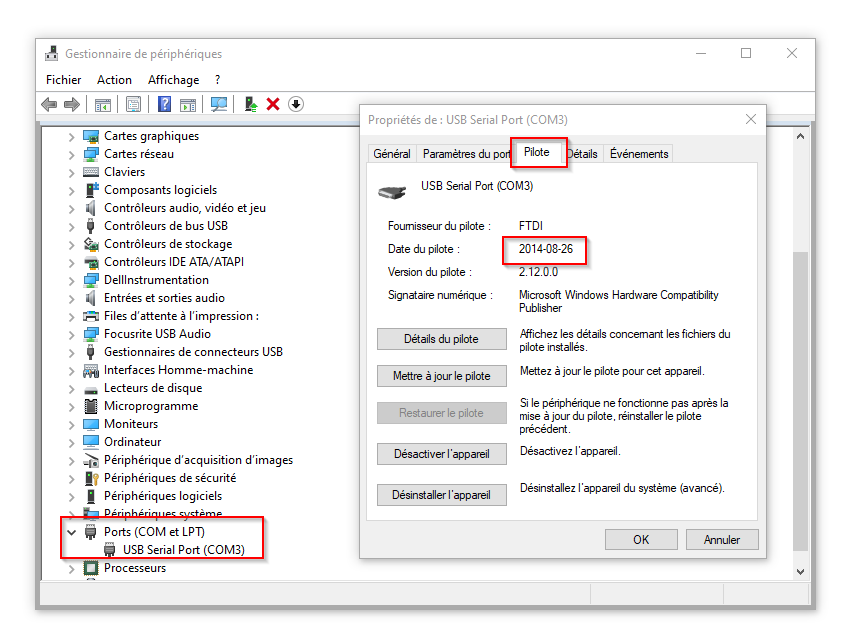 Gestionnaire de périphériques
Fichier Action Affichage ?
Cartes graphiques
Cartes réseau
Claviers
Composants logiciels
Contrôleurs audio, vidéo et jeu
Contrôleurs de bus USB
Contrôleurs de stockage
Contrôleurs IDE ATA/ATAPI
DellInstrumentation
Entrées et sorties audio
Files d'attente à l'impression :
Focusrite USB Audio
Gestionnaires de connecteurs USB
Interfaces Homme-machine
Lecteurs de disque
Microprogramme
Moniteurs
Ordinateur
Périphérique d'acquisition d'images
Périphériques de sécurité
Périphériques logiciels
Périphériques système
Ports (COM et LPT)
USB Serial Port (COM3)
Processeurs
Propriétés de : USB Serial Port (COM3)
Général Paramètres du port Pilote Détails Événements
USB Serial Port (COM3)
Fournisseur du pilote : FTDI
Date du pilote : 2014-08-26
Version du pilote : 2.12.0.0
Signataire numérique : Microsoft Windows Hardware Compatibility
Publisher
Détails du pilote Affichez les détails concernant les fichiers du
pilote installés.
Mettre à jour le pilote Mettez à jour le pilote pour cet appareil.
Restaurer le pilote Si le périphérique ne fonctionne pas après la
mise à jour du pilote, réinstaller le pilote
précédent.
Désactiver l'appareil Désactivez l'appareil.
Désinstaller l'appareil Désinstallez l'appareil du système (avancé).
OK Annuler